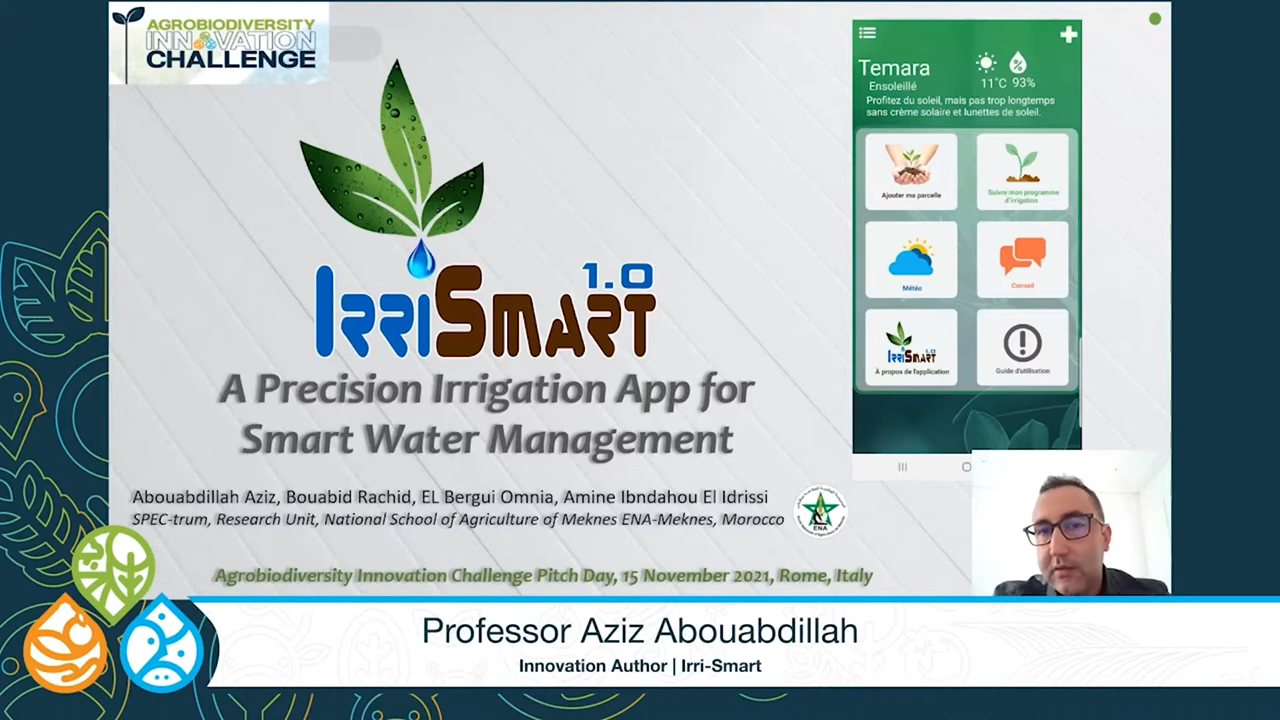 AGROBIODIVERSITY
INNOVATION
CHALLENGE
Temara
Ensoleillé
11°C 93%
Profitez du soleil, mais pas trop longtemps
sans crème solaire et lunettes de soleil.
Ajouter ma parcelle
Suivre mon programme
d'irrigation
Météo
Conseil
IRRISMART 1.0
À propos de l'application
Guide d'utilisation
1.0
IRRISMART
A Precision Irrigation App for
Smart Water Management
Abouabdillah Aziz, Bouabid Rachid, EL Bergui Omnia, Amine Ibndahou El Idrissi
SPEC-trum, Research Unit, National School of Agriculture of Meknes ENA-Meknes, Morocco
ENA
Agrobiodiversity Innovation Challenge Pitch Day, 15 November 2021, Rome, Italy
Professor Aziz Abouabdillah
Innovation Author | Irri-Smart